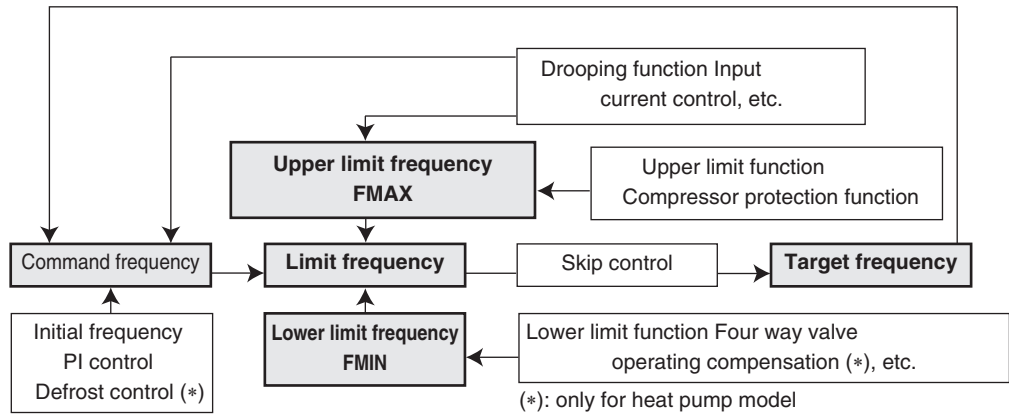 Drooping function Input
current control, etc.
Upper limit frequency
FMAX
Upper limit function
Compressor protection function
Command frequency
Limit frequency
Skip control
Target frequency
Initial frequency
PI control
Defrost control (*)
Lower limit frequency
FMIN
Lower limit function Four way valve
operating compensation (*), etc.
(*): only for heat pump model